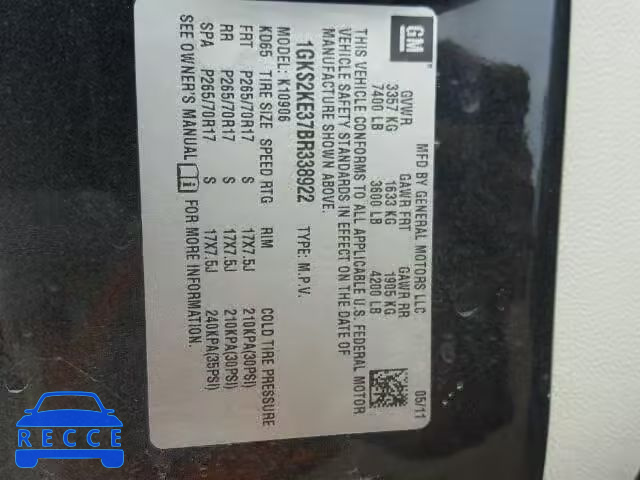 GM
MFD BY GENERAL MOTORS LLC 05/11
GVWR GAWR FRT GAWR RR
3357 KG 1633 KG 1905 KG
7400 LB 3600 LB 4200 LB
THIS VEHICLE CONFORMS TO ALL APPLICABLE U.S. FEDERAL MOTOR
VEHICLE SAFETY STANDARDS IN EFFECT ON THE DATE OF
MANUFACTURE SHOWN ABOVE.
1GKS2KE37BR338922 TYPE: M.P.V.
MODEL: K10906
KD65 TIRE SIZE SPEED RTG RIM COLD TIRE PRESSURE
FRT P265/70R17 S 17X7.5J 210KPA(30PSI)
RR P265/70R17 S 17X7.5J 210KPA(30PSI)
SPA P265/70R17 S 17X7.5J 240KPA(35PSI)
SEE OWNER'S MANUAL FOR MORE INFORMATION.
RECCE